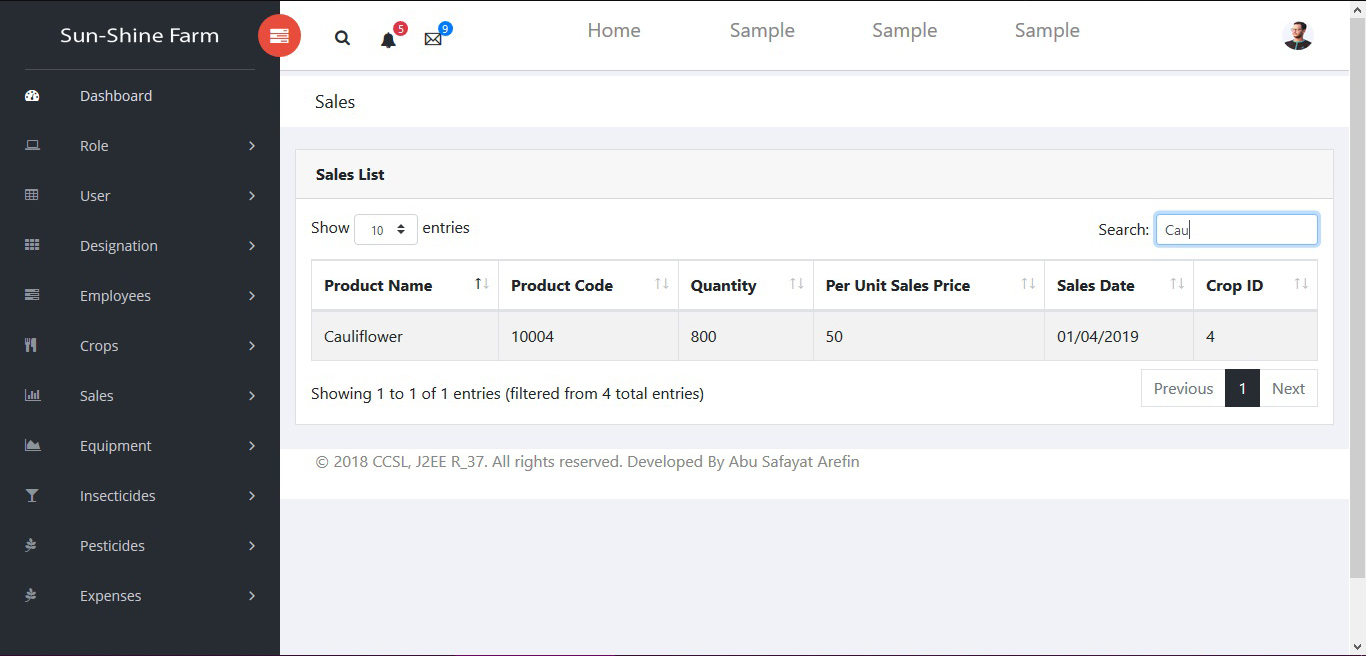 Sun-Shine Farm
5
9
Home Sample Sample Sample
Dashboard
Role
User
Designation
Employees
Crops
Sales
Equipment
Insecticides
Pesticides
Expenses
Sales
Sales List
Show 10 entries
Search: Cau
Product Name Product Code Quantity Per Unit Sales Price Sales Date Crop ID
Cauliflower 10004 800 50 01/04/2019 4
Showing 1 to 1 of 1 entries (filtered from 4 total entries)
Previous 1 Next
© 2018 CCSL, J2EE R_37. All rights reserved. Developed By Abu Safayat Arefin